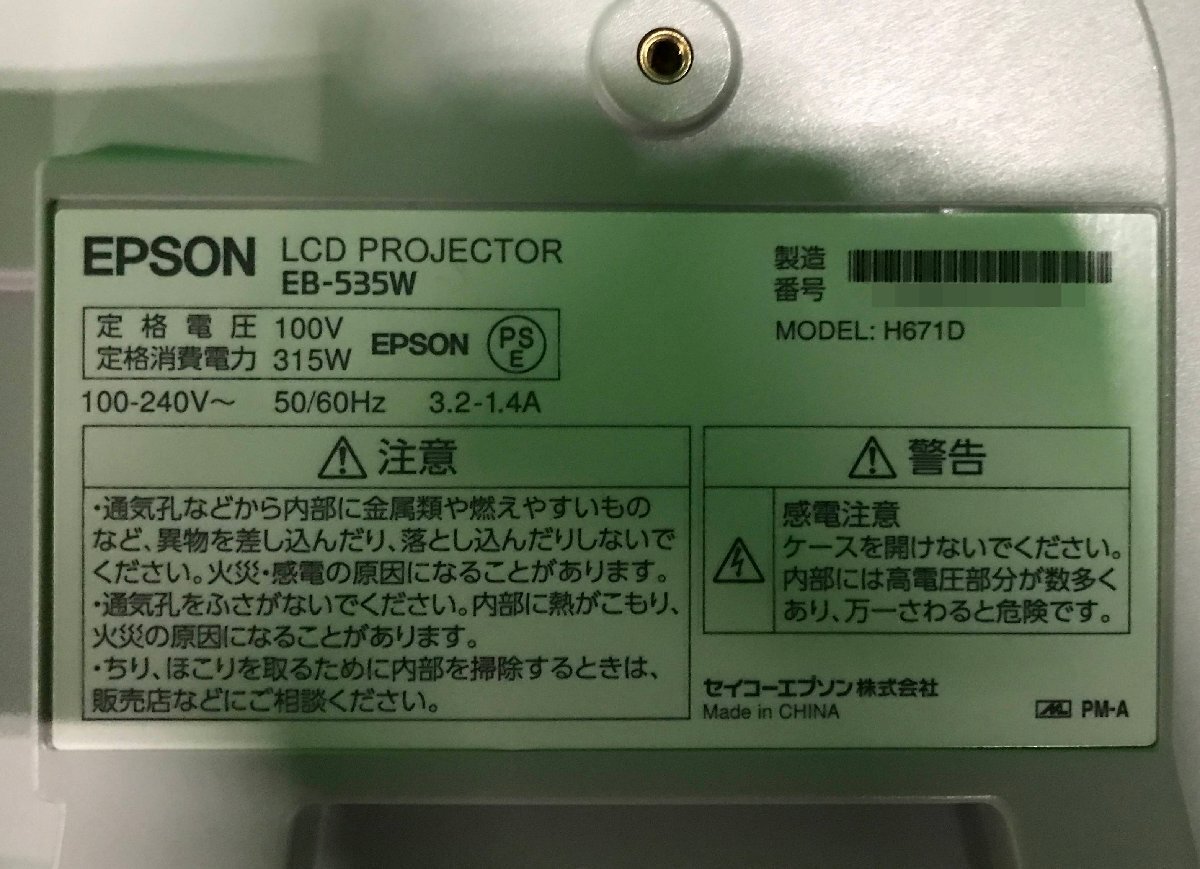 EPSON LCD PROJECTOR
EB-535W
製造
番号
MODEL: H671D
定格電圧 100V
定格消費電力 315W
EPSON
PS
E
100-240V～ 50/60Hz 3.2-1.4A
注意
・通気孔などから内部に金属類や燃えやすいもの
など、異物を差し込んだり、落とし込んだりしないで
ください。火災・感電の原因になることがあります。
・通気孔をふさがないでください。内部に熱がこもり、
火災の原因になることがあります。
・ちり、ほこりを取るために内部を掃除するときは、
販売店などにご相談ください。
警告
感電注意
ケースを開けないでください。
内部には高電圧部分が数多く
あり、万一さわると危険です。
セイコーエプソン株式会社
Made in CHINA
PM-A